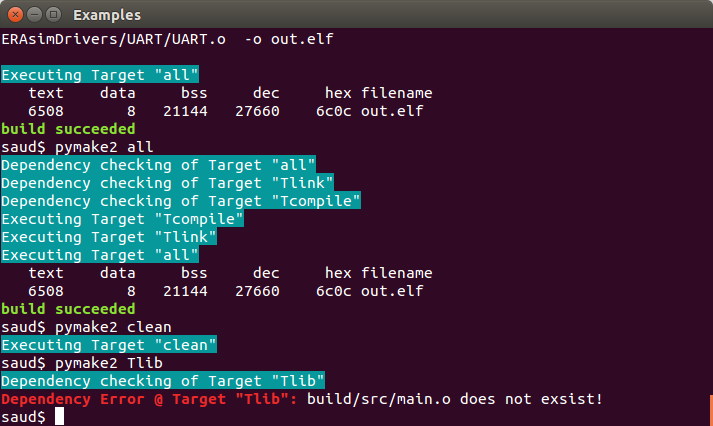 Examples
ERAsimDrivers/UART/UART.o  -o out.elf
Executing Target "all"
   text    data     bss     dec     hex filename
   6508       8   21144   27660    6c0c out.elf
build succeeded
saud$ pymake2 all
Dependency checking of Target "all"
Dependency checking of Target "Tlink"
Dependency checking of Target "Tcompile"
Executing Target "Tcompile"
Executing Target "Tlink"
Executing Target "all"
   text    data     bss     dec     hex filename
   6508       8   21144   27660    6c0c out.elf
build succeeded
saud$ pymake2 clean
Executing Target "clean"
saud$ pymake2 Tlib
Dependency checking of Target "Tlib"
Dependency Error @ Target "Tlib": build/src/main.o does not exsist!
saud$